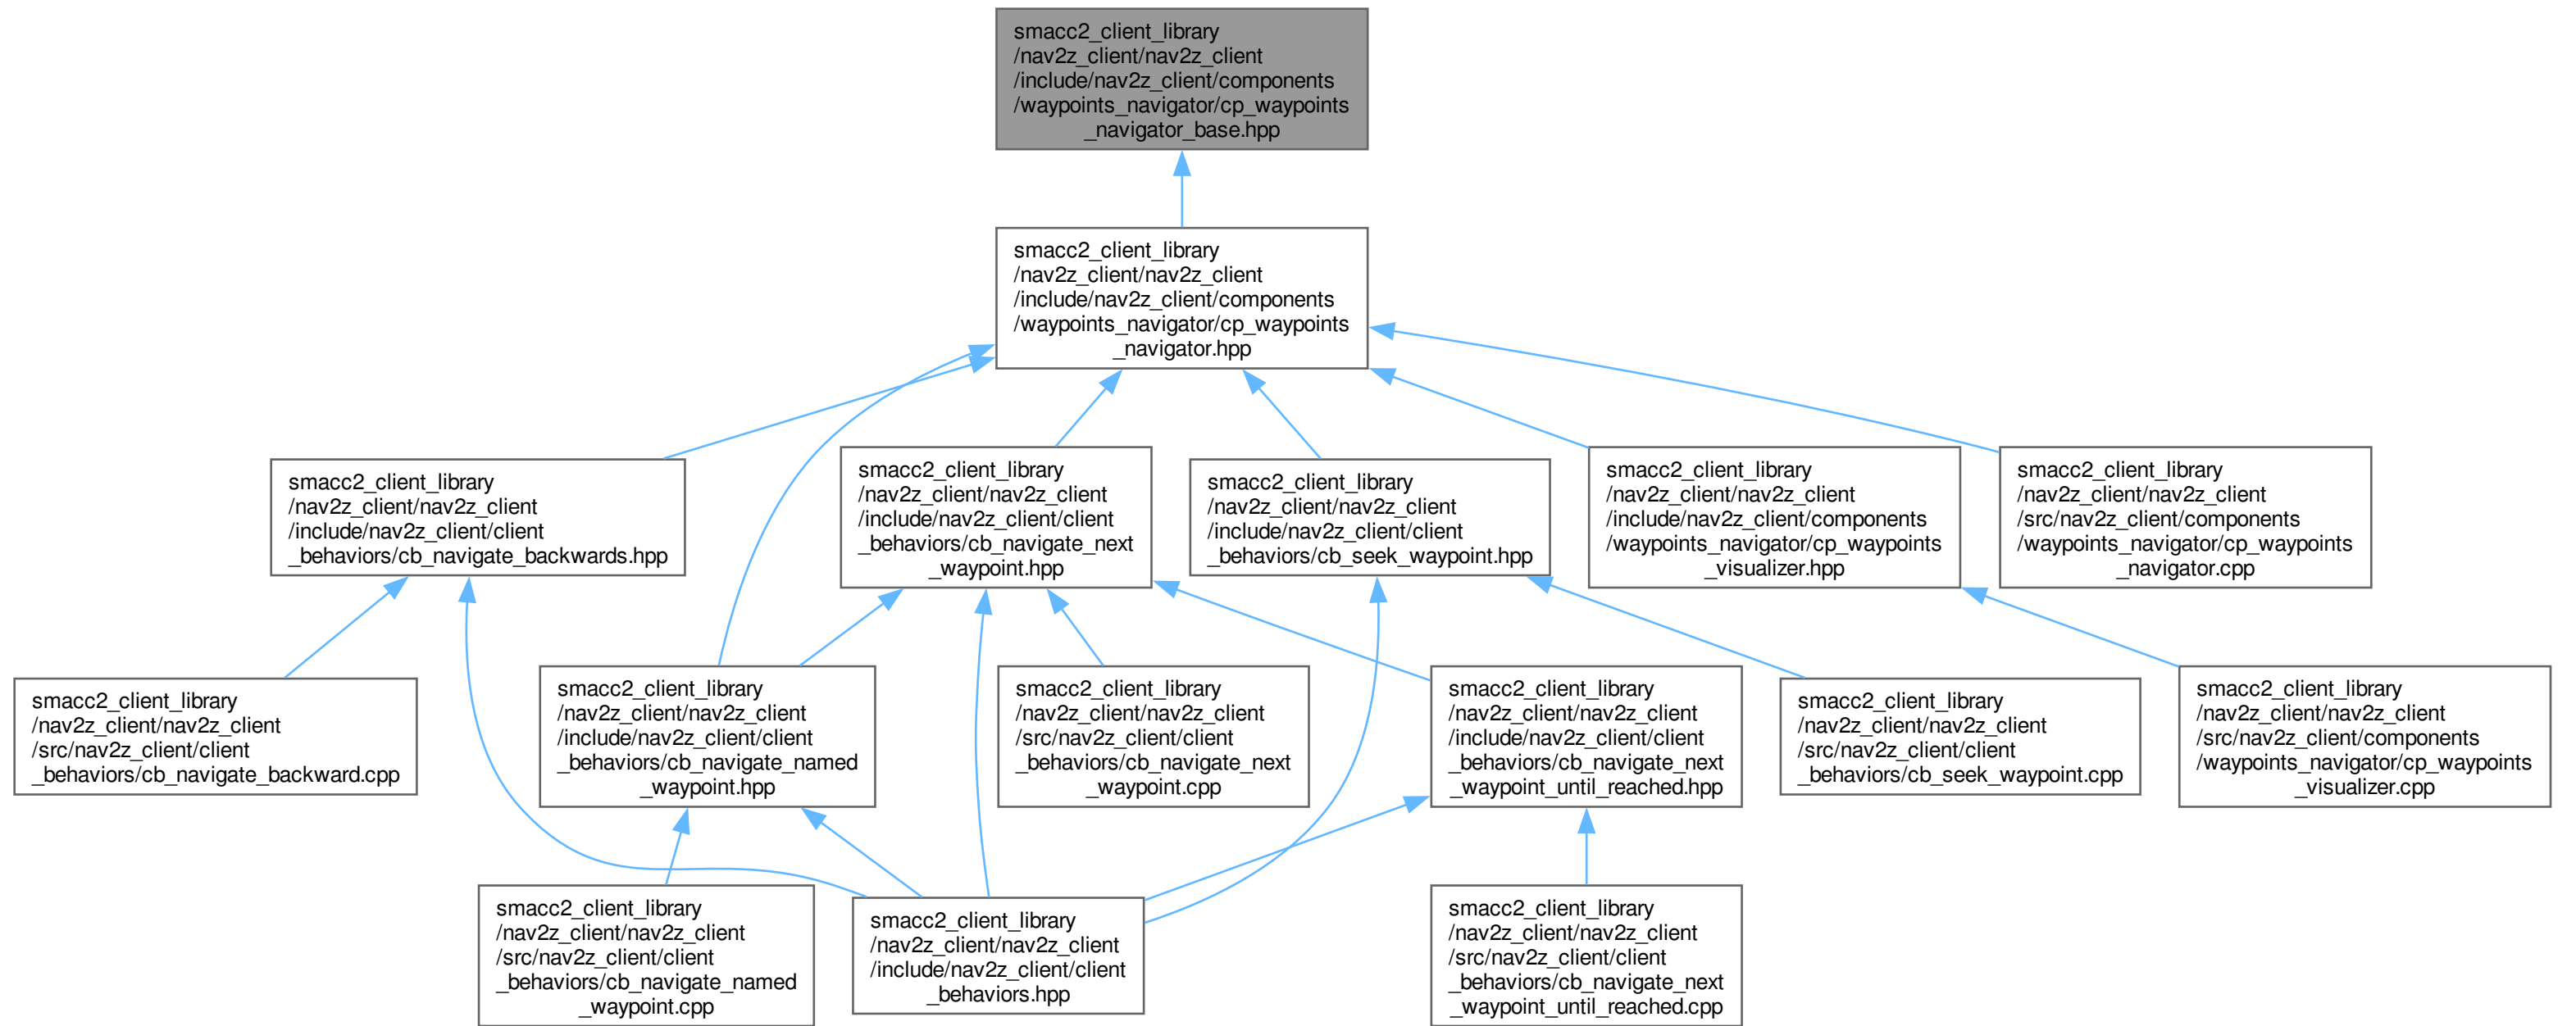 smacc2_client_library
/nav2z_client/nav2z_client
/include/nav2z_client/components
/waypoints_navigator/cp_waypoints
_navigator_base.hpp
smacc2_client_library
/nav2z_client/nav2z_client
/include/nav2z_client/components
/waypoints_navigator/cp_waypoints
_navigator.hpp
smacc2_client_library
/nav2z_client/nav2z_client
/include/nav2z_client/client
_behaviors/cb_navigate_backwards.hpp
smacc2_client_library
/nav2z_client/nav2z_client
/include/nav2z_client/client
_behaviors/cb_navigate_next
_waypoint.hpp
smacc2_client_library
/nav2z_client/nav2z_client
/include/nav2z_client/client
_behaviors/cb_seek_waypoint.hpp
smacc2_client_library
/nav2z_client/nav2z_client
/include/nav2z_client/components
/waypoints_navigator/cp_waypoints
_visualizer.hpp
smacc2_client_library
/nav2z_client/nav2z_client
/src/nav2z_client/components
/waypoints_navigator/cp_waypoints
_navigator.cpp
smacc2_client_library
/nav2z_client/nav2z_client
/src/nav2z_client/client
_behaviors/cb_navigate_backward.cpp
smacc2_client_library
/nav2z_client/nav2z_client
/include/nav2z_client/client
_behaviors/cb_navigate_named
_waypoint.hpp
smacc2_client_library
/nav2z_client/nav2z_client
/src/nav2z_client/client
_behaviors/cb_navigate_next
_waypoint.cpp
smacc2_client_library
/nav2z_client/nav2z_client
/include/nav2z_client/client
_behaviors/cb_navigate_next
_waypoint_until_reached.hpp
smacc2_client_library
/nav2z_client/nav2z_client
/src/nav2z_client/client
_behaviors/cb_seek_waypoint.cpp
smacc2_client_library
/nav2z_client/nav2z_client
/src/nav2z_client/components
/waypoints_navigator/cp_waypoints
_visualizer.cpp
smacc2_client_library
/nav2z_client/nav2z_client
/src/nav2z_client/client
_behaviors/cb_navigate_named
_waypoint.cpp
smacc2_client_library
/nav2z_client/nav2z_client
/include/nav2z_client/client
_behaviors.hpp
smacc2_client_library
/nav2z_client/nav2z_client
/src/nav2z_client/client
_behaviors/cb_navigate_next
_waypoint_until_reached.cpp